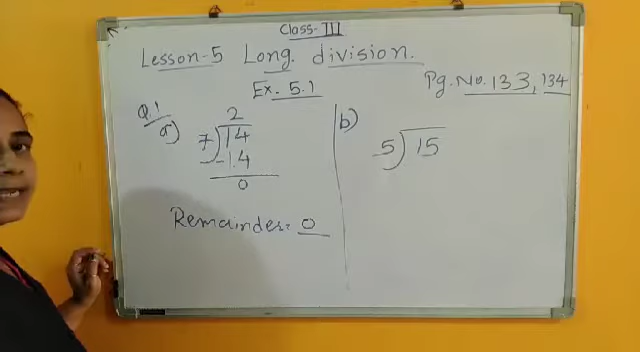 Class-III
Lesson-5 Long division.
Ex. 5.1
Pg. No. 133, 134
Q.1
a)
2
7)14
-14
0
Remainder= 0
b)
5)15